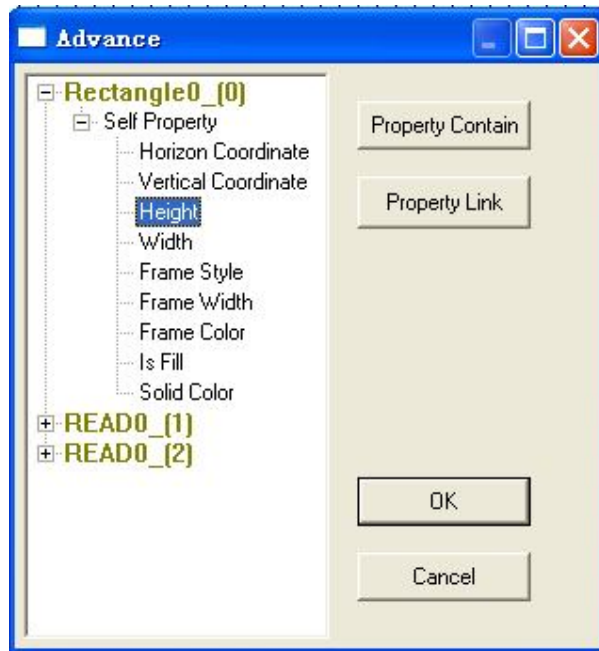 Advance
Rectangle0_(0)
Self Property
Horizon Coordinate
Vertical Coordinate
Height
Width
Frame Style
Frame Width
Frame Color
Is Fill
Solid Color
READ0_(1)
READ0_(2)
Property Contain
Property Link
OK
Cancel